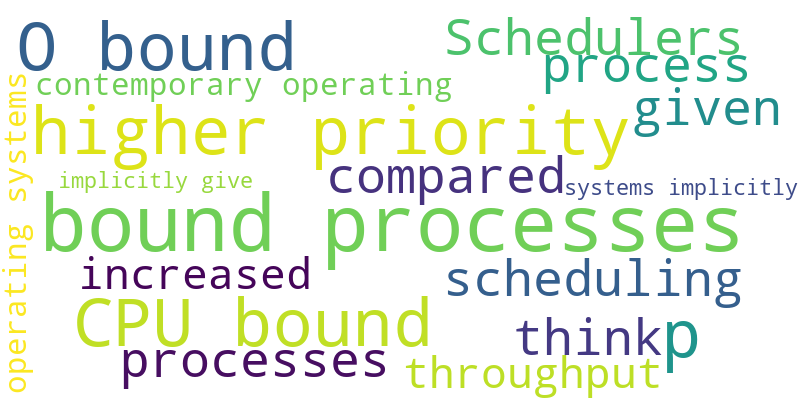 O bound
Schedulers
process
contemporary operating
given
higher priority
operating systems
compared
implicitly give
systems implicitly
bound processes
increased
scheduling
CPU bound
think
p
processes
throughput